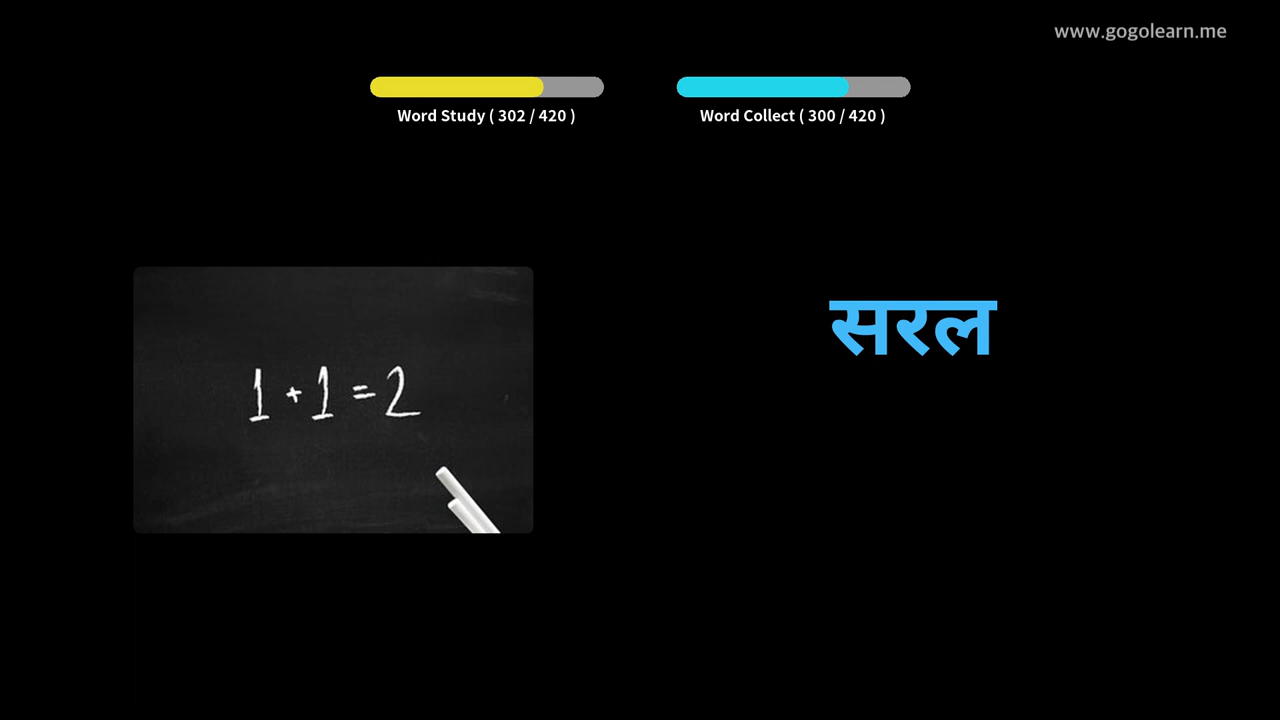 www.gogolearn.me
Word Study ( 302 / 420 )
Word Collect ( 300 / 420 )
1 + 1 = 2
सरल